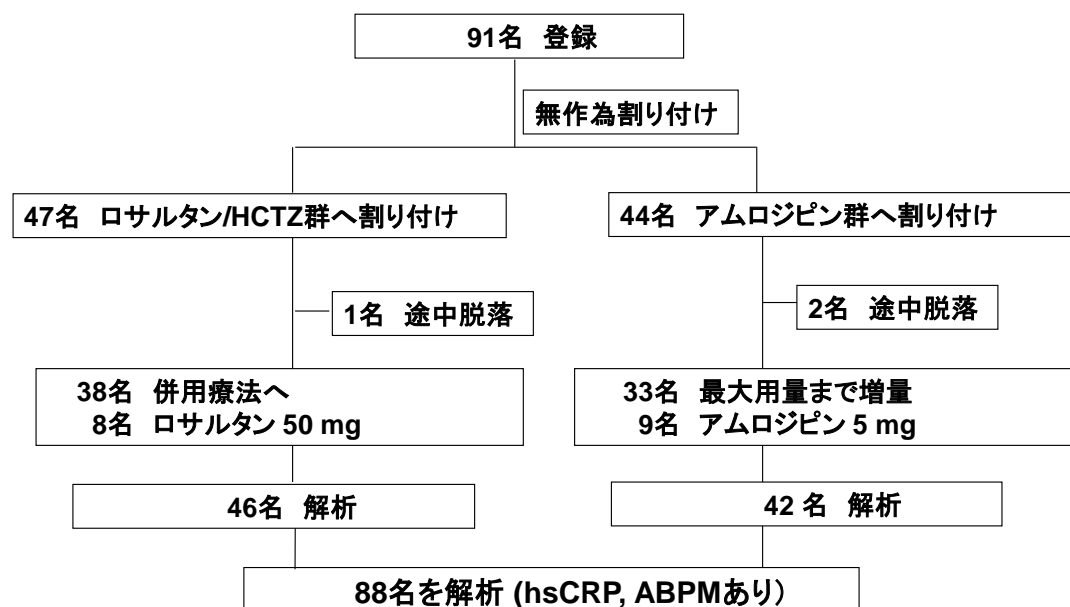 91名 登録
無作為割り付け
47名 ロサルタン/HCTZ群へ割り付け
44名 アムロジピン群へ割り付け
1名 途中脱落
2名 途中脱落
38名 併用療法へ
8名 ロサルタン 50 mg
33名 最大用量まで増量
9名 アムロジピン 5 mg
46名 解析
42 名 解析
88名を解析 (hsCRP, ABPMあり)